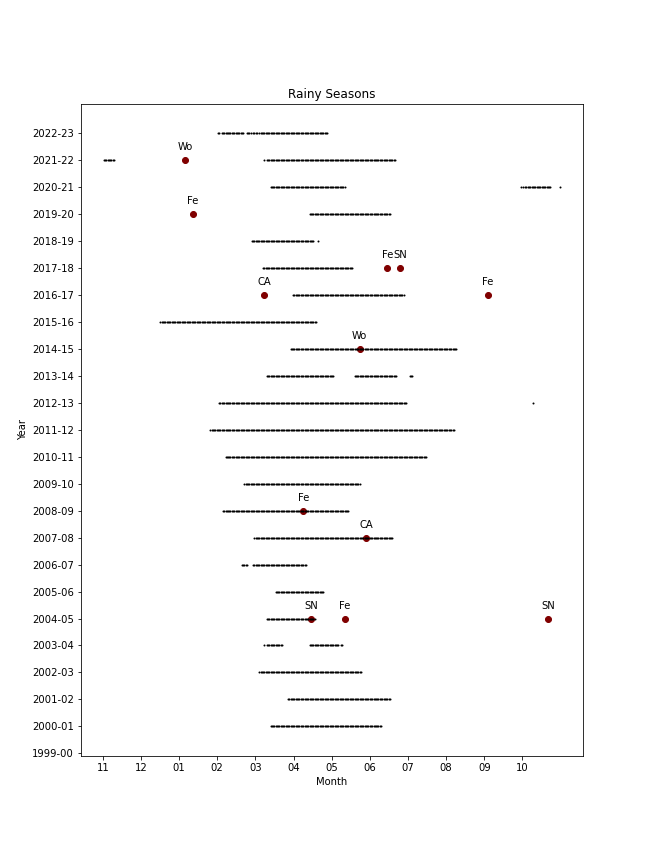 Rainy Seasons
2022-23
Wo
2021-22
2020-21
Fe
2019-20
2018-19
Fe SN
2017-18
CA Fe
2016-17
2015-16
Wo
2014-15
2013-14
2012-13
2011-12
Year
2010-11
2009-10
Fe
2008-09
CA
2007-08
2006-07
2005-06
SN Fe SN
2004-05
2003-04
2002-03
2001-02
2000-01
1999-00
11 12 01 02 03 04 05 06 07 08 09 10
Month